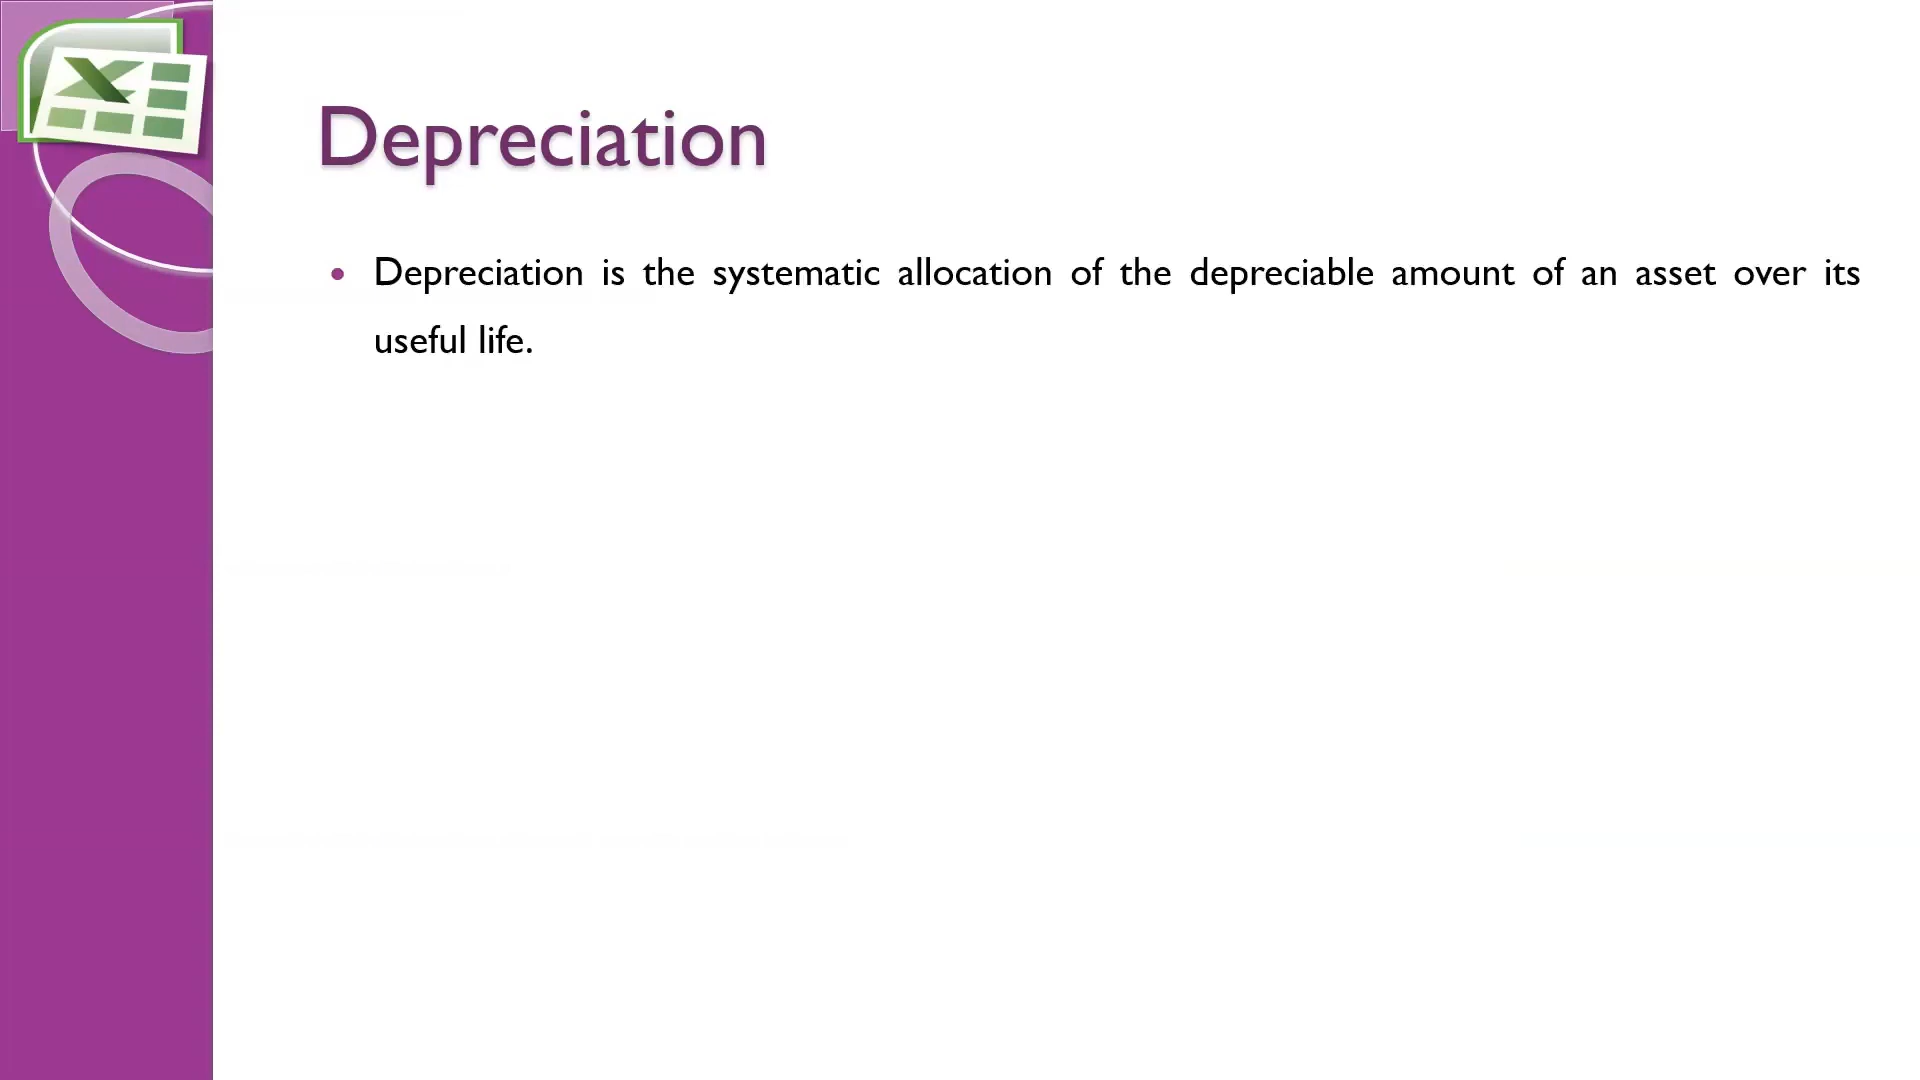 Depreciation
• Depreciation is the systematic allocation of the depreciable amount of an asset over its
useful life.